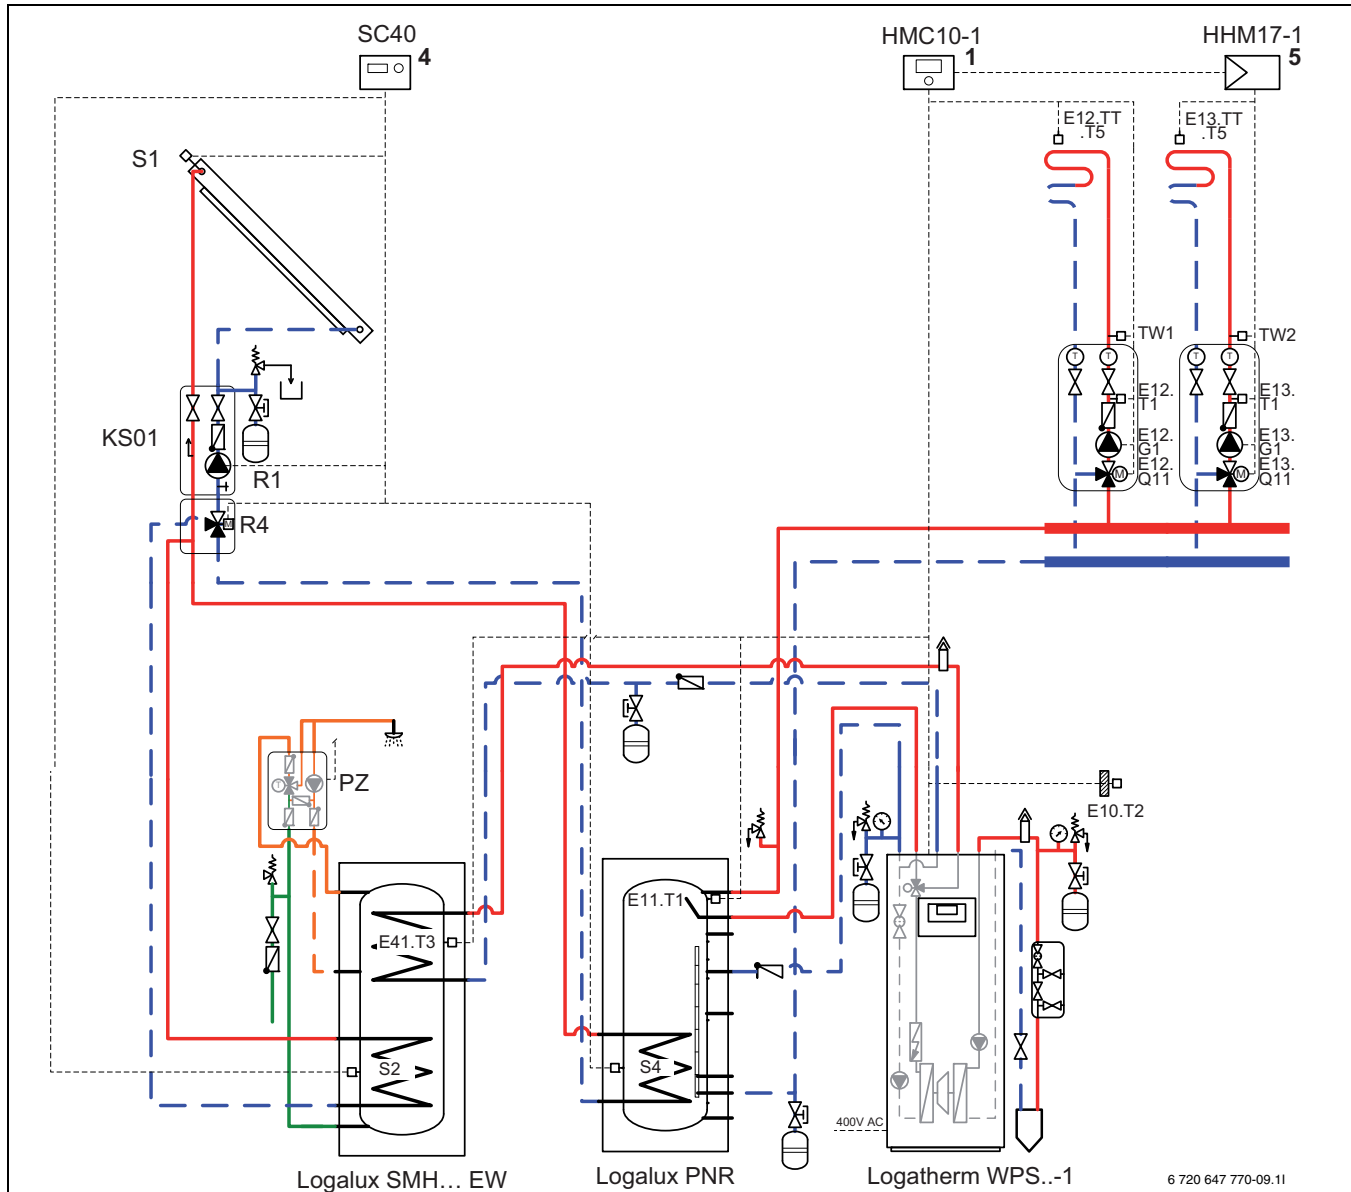 SC40
4
HMC10-1
1
HHM17-1
5
E12.TT
.T5
E13.TT
.T5
S1
TW1
TW2
T
T
T
T
E12.
T1
E13.
T1
KS01
E12.
G1
E13.
G1
R1
M
E12.
Q11
M
E13.
Q11
R4
M
PZ
T
E10.T2
E11.T1
E41.T3
S2
S4
400V AC
Logalux SMH... EW
Logalux PNR
Logatherm WPS..-1
6 720 647 770-09.1I